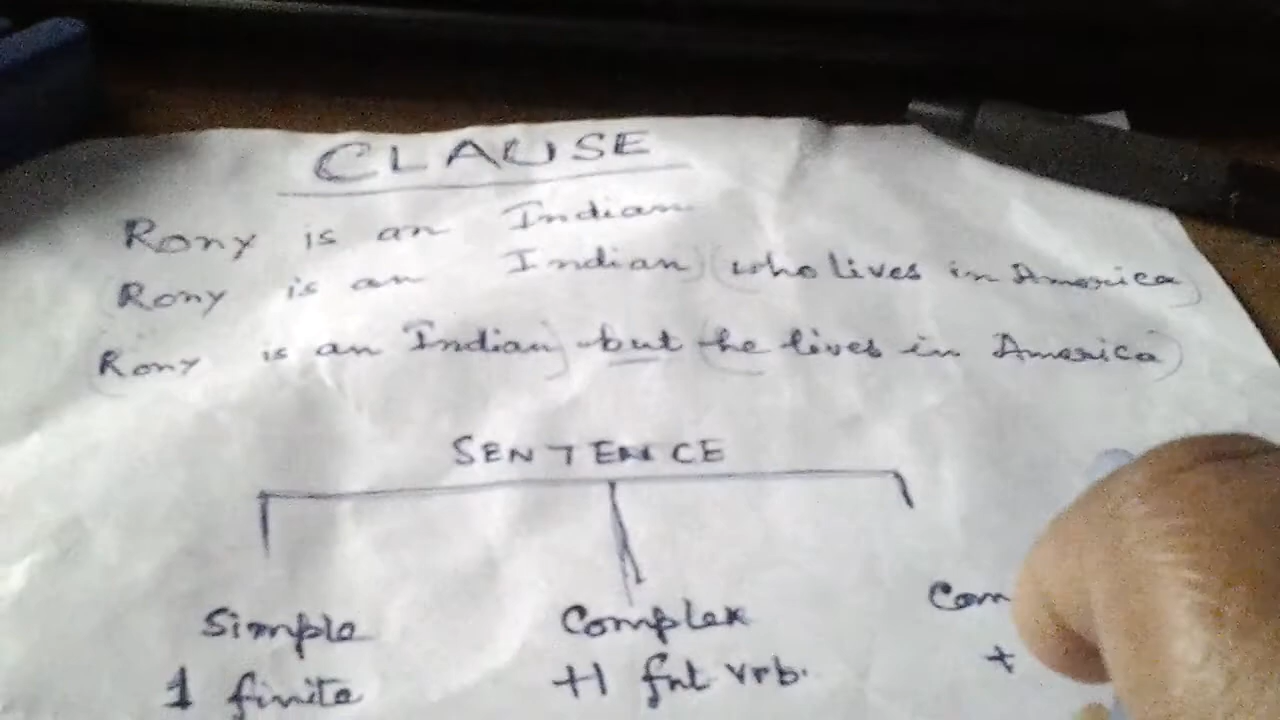 CLAUSE
Rony is an Indian
(Rony is an Indian) (who lives in America)
(Rony is an Indian) but (he lives in America)
SENTENCE
Simple Complex Com
1 finite +1 fnt vrb. +